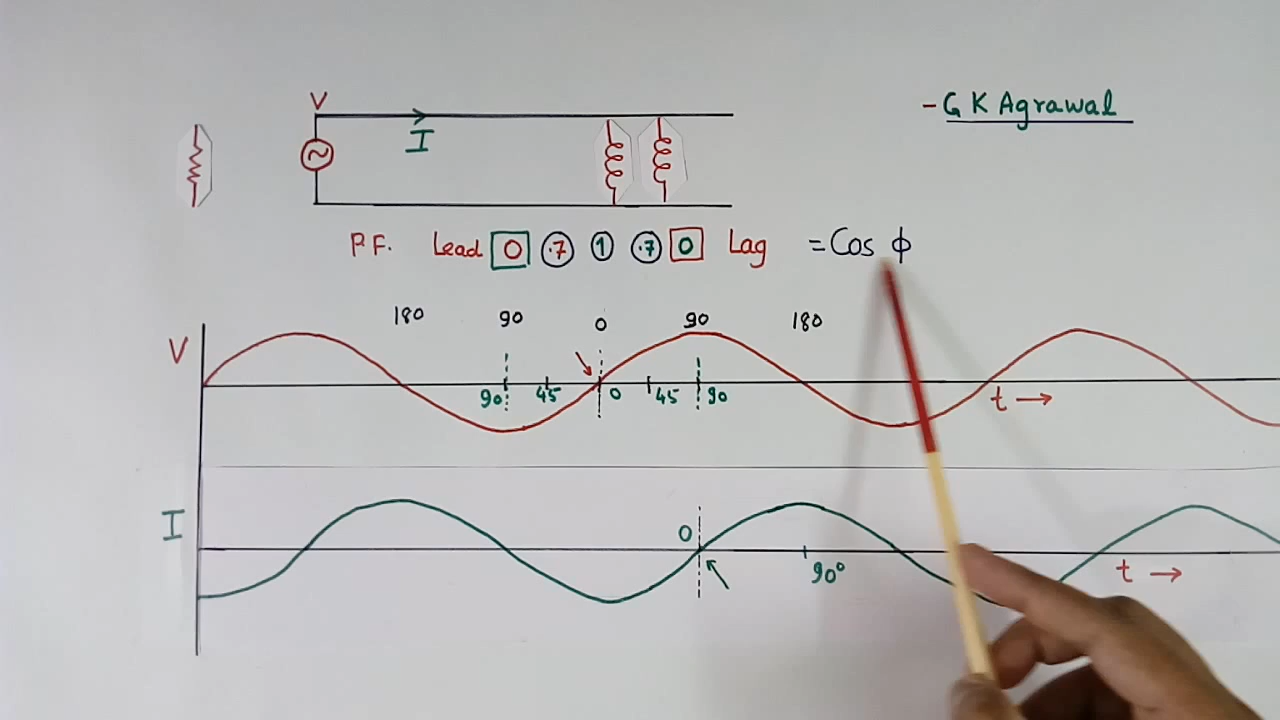 V
- G K Agrawal
I
P.F. Lead 0 .7 1 .7 0 Lag = Cos ϕ
180 90 0 90 180
V
90 45 0 45 90 t →
I
0
90° t →